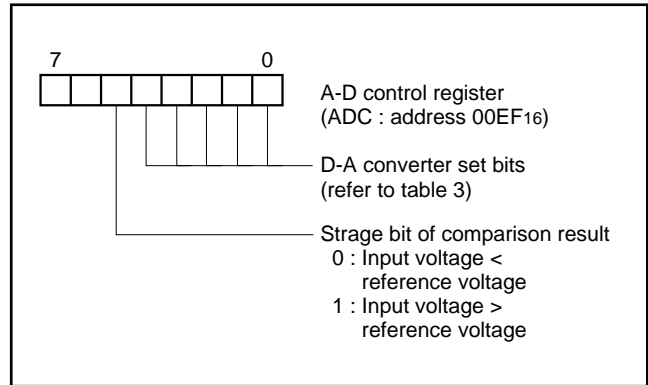 7 0
A-D control register
(ADC : address 00EF16)
D-A converter set bits
(refer to table 3)
Strage bit of comparison result
0 : Input voltage <
reference voltage
1 : Input voltage >
reference voltage